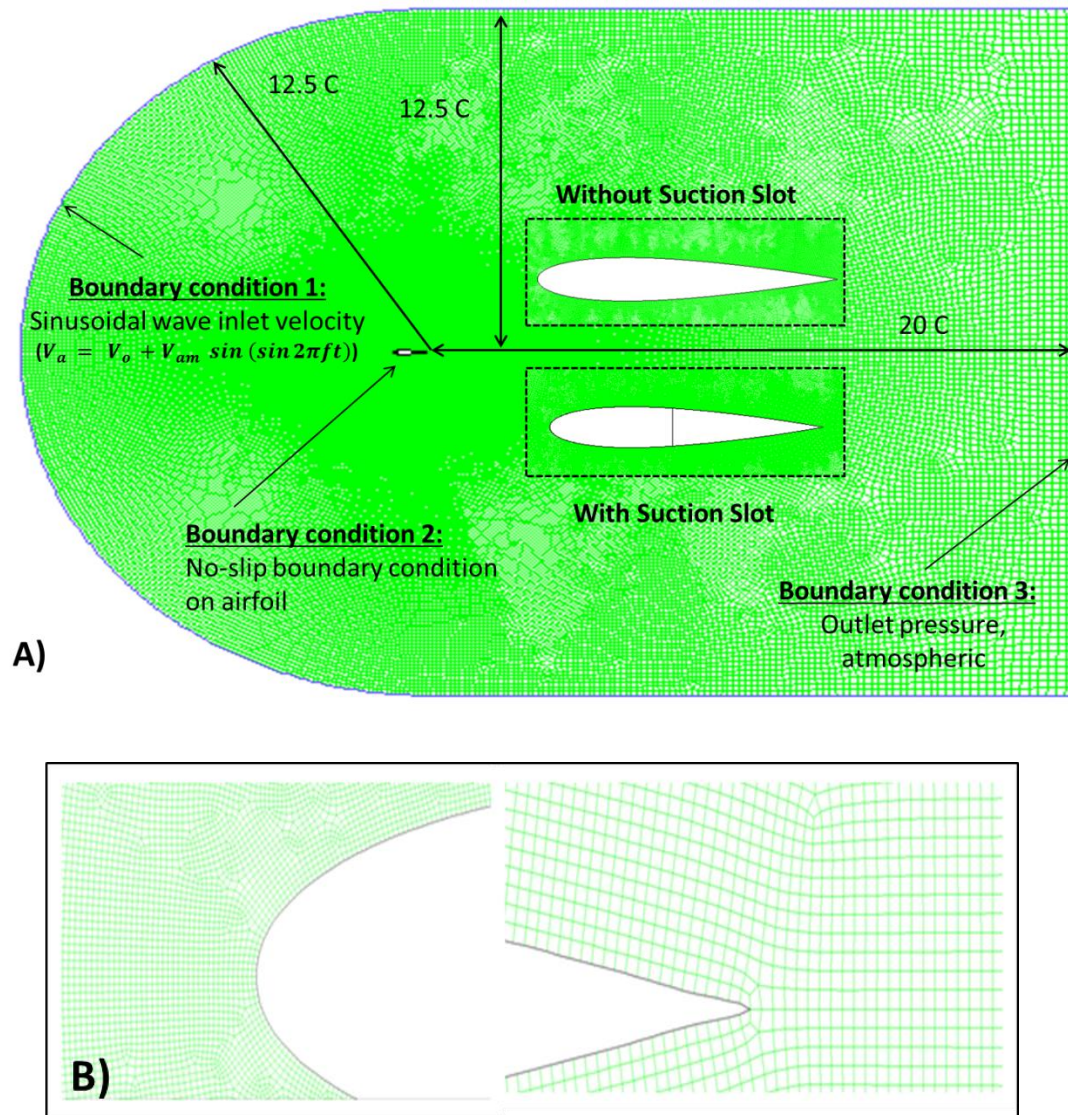 12.5 C
12.5 C
Without Suction Slot
Boundary condition 1:
Sinusoidal wave inlet velocity
(V_a = V_o + V_am sin (sin 2πft))
20 C
With Suction Slot
Boundary condition 2:
No-slip boundary condition
on airfoil
Boundary condition 3:
Outlet pressure,
atmospheric
A)
B)